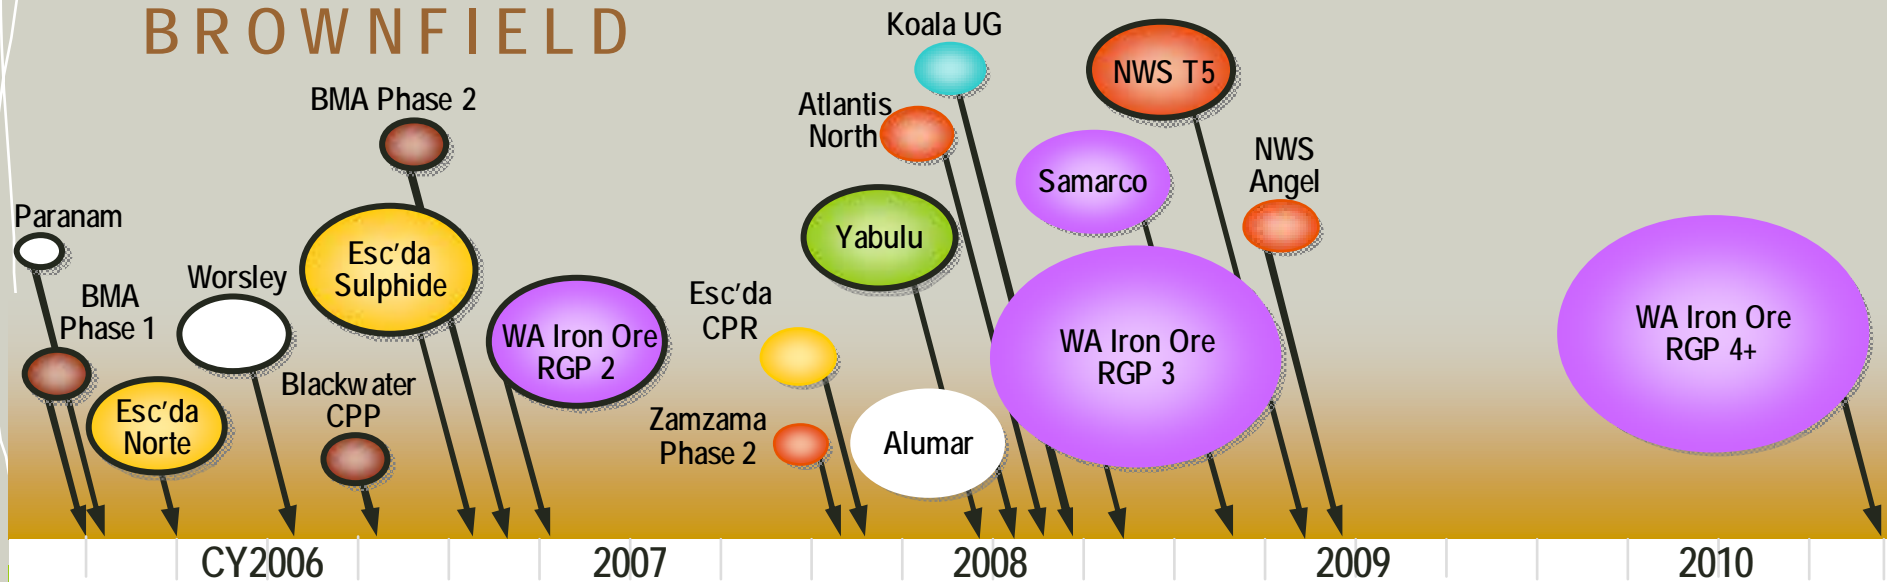 BROWNFIELD
Koala UG
NWS T5
BMA Phase 2
Atlantis
North
NWS
Angel
Samarco
Paranam
Yabulu
Esc'da
Sulphide
Worsley
BMA
Phase 1
Esc'da
CPR
WA Iron Ore
RGP 2
WA Iron Ore
RGP 3
WA Iron Ore
RGP 4+
Blackwater
CPP
Esc'da
Norte
Zamzama
Phase 2
Alumar
CY2006
2007
2008
2009
2010